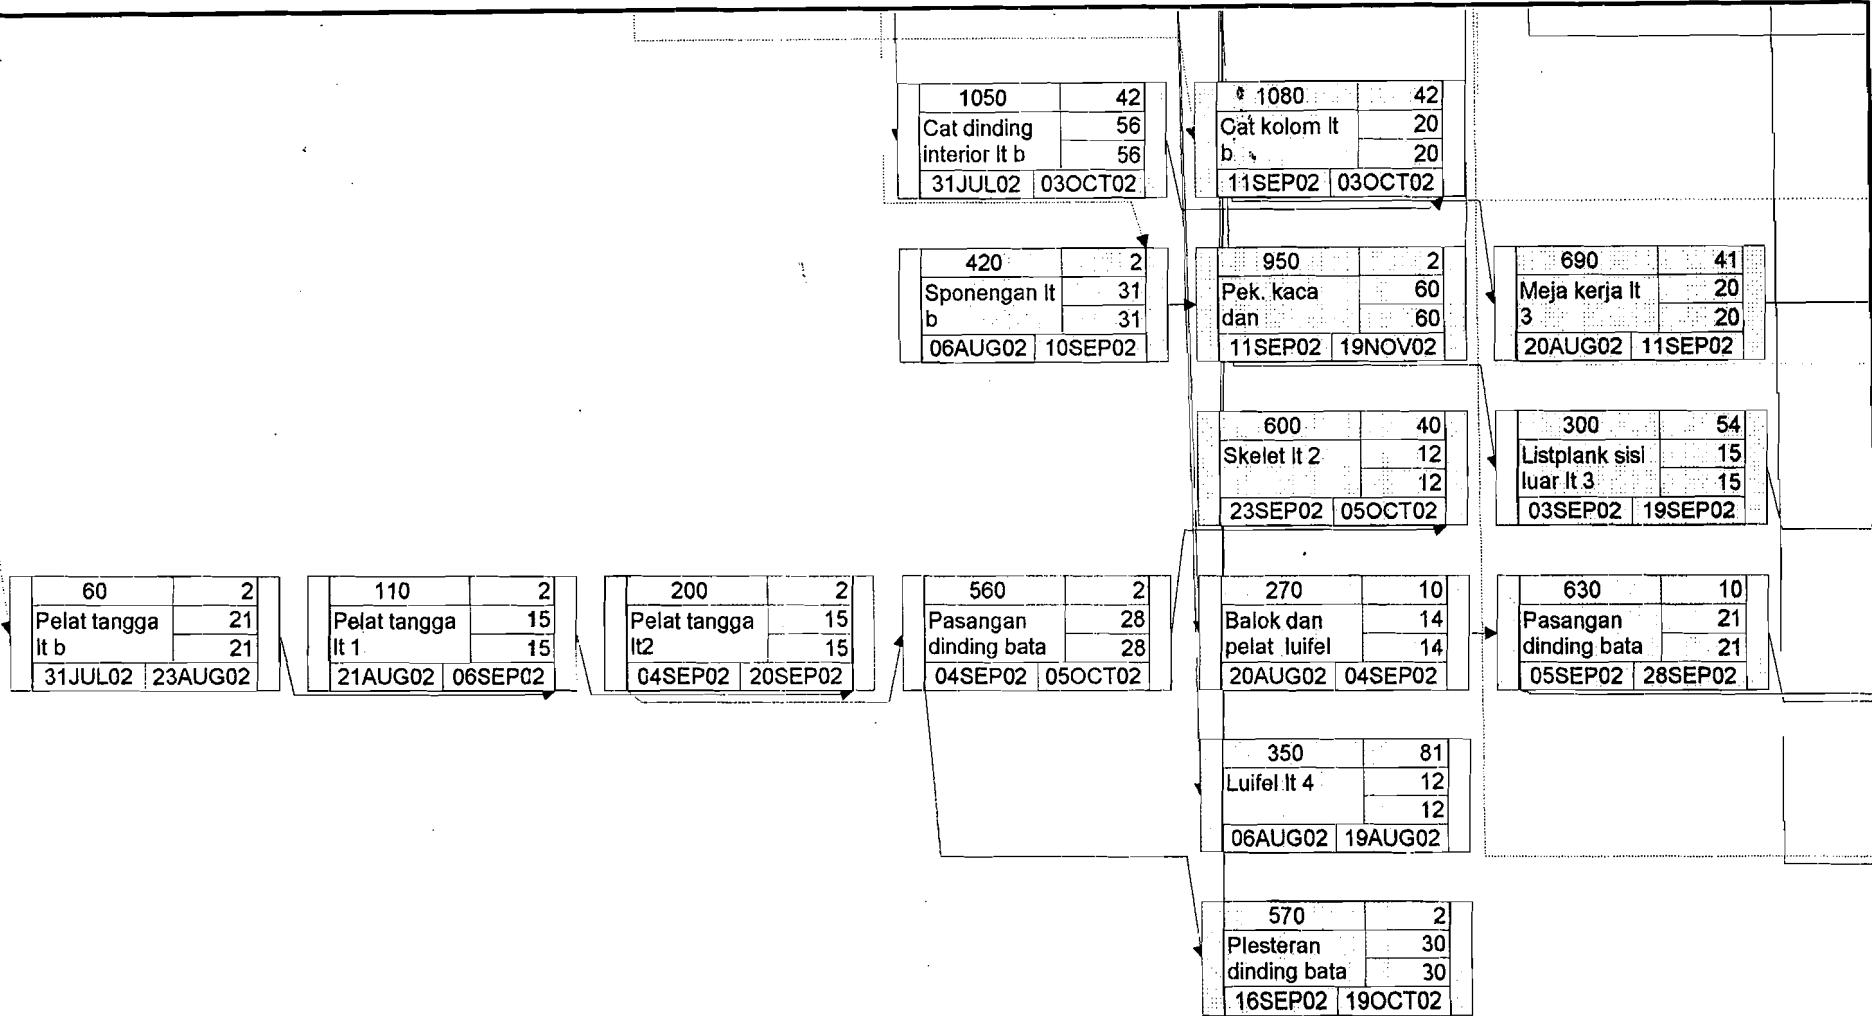 1050 42
Cat dinding 56
interior lt b 56
31JUL02 03OCT02
1080 42
Cat kolom lt 20
b 20
11SEP02 03OCT02
420 2
Sponengan lt 31
b 31
06AUG02 10SEP02
950 2
Pek. kaca 60
dan 60
11SEP02 19NOV02
690 41
Meja kerja lt 20
3 20
20AUG02 11SEP02
600 40
Skelet lt 2 12
12
23SEP02 05OCT02
300 54
Listplank sisi 15
luar lt 3 15
03SEP02 19SEP02
60 2
Pelat tangga 21
lt b 21
31JUL02 23AUG02
110 2
Pelat tangga 15
lt 1 15
21AUG02 06SEP02
200 2
Pelat tangga 15
lt2 15
04SEP02 20SEP02
560 2
Pasangan 28
dinding bata 28
04SEP02 05OCT02
270 10
Balok dan 14
pelat luifel 14
20AUG02 04SEP02
630 10
Pasangan 21
dinding bata 21
05SEP02 28SEP02
350 81
Luifel lt 4 12
12
06AUG02 19AUG02
570 2
Plesteran 30
dinding bata 30
16SEP02 19OCT02